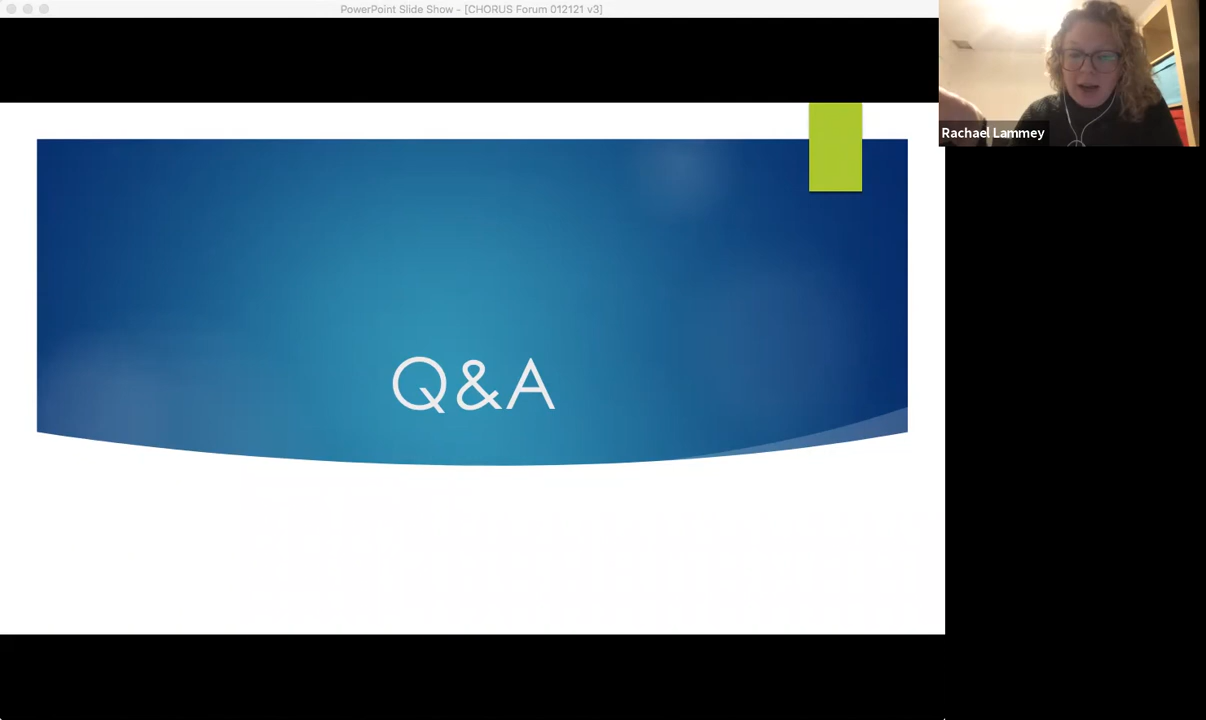 PowerPoint Slide Show - [CHORUS Forum 012121 v3]
Rachael Lammey
Q&A